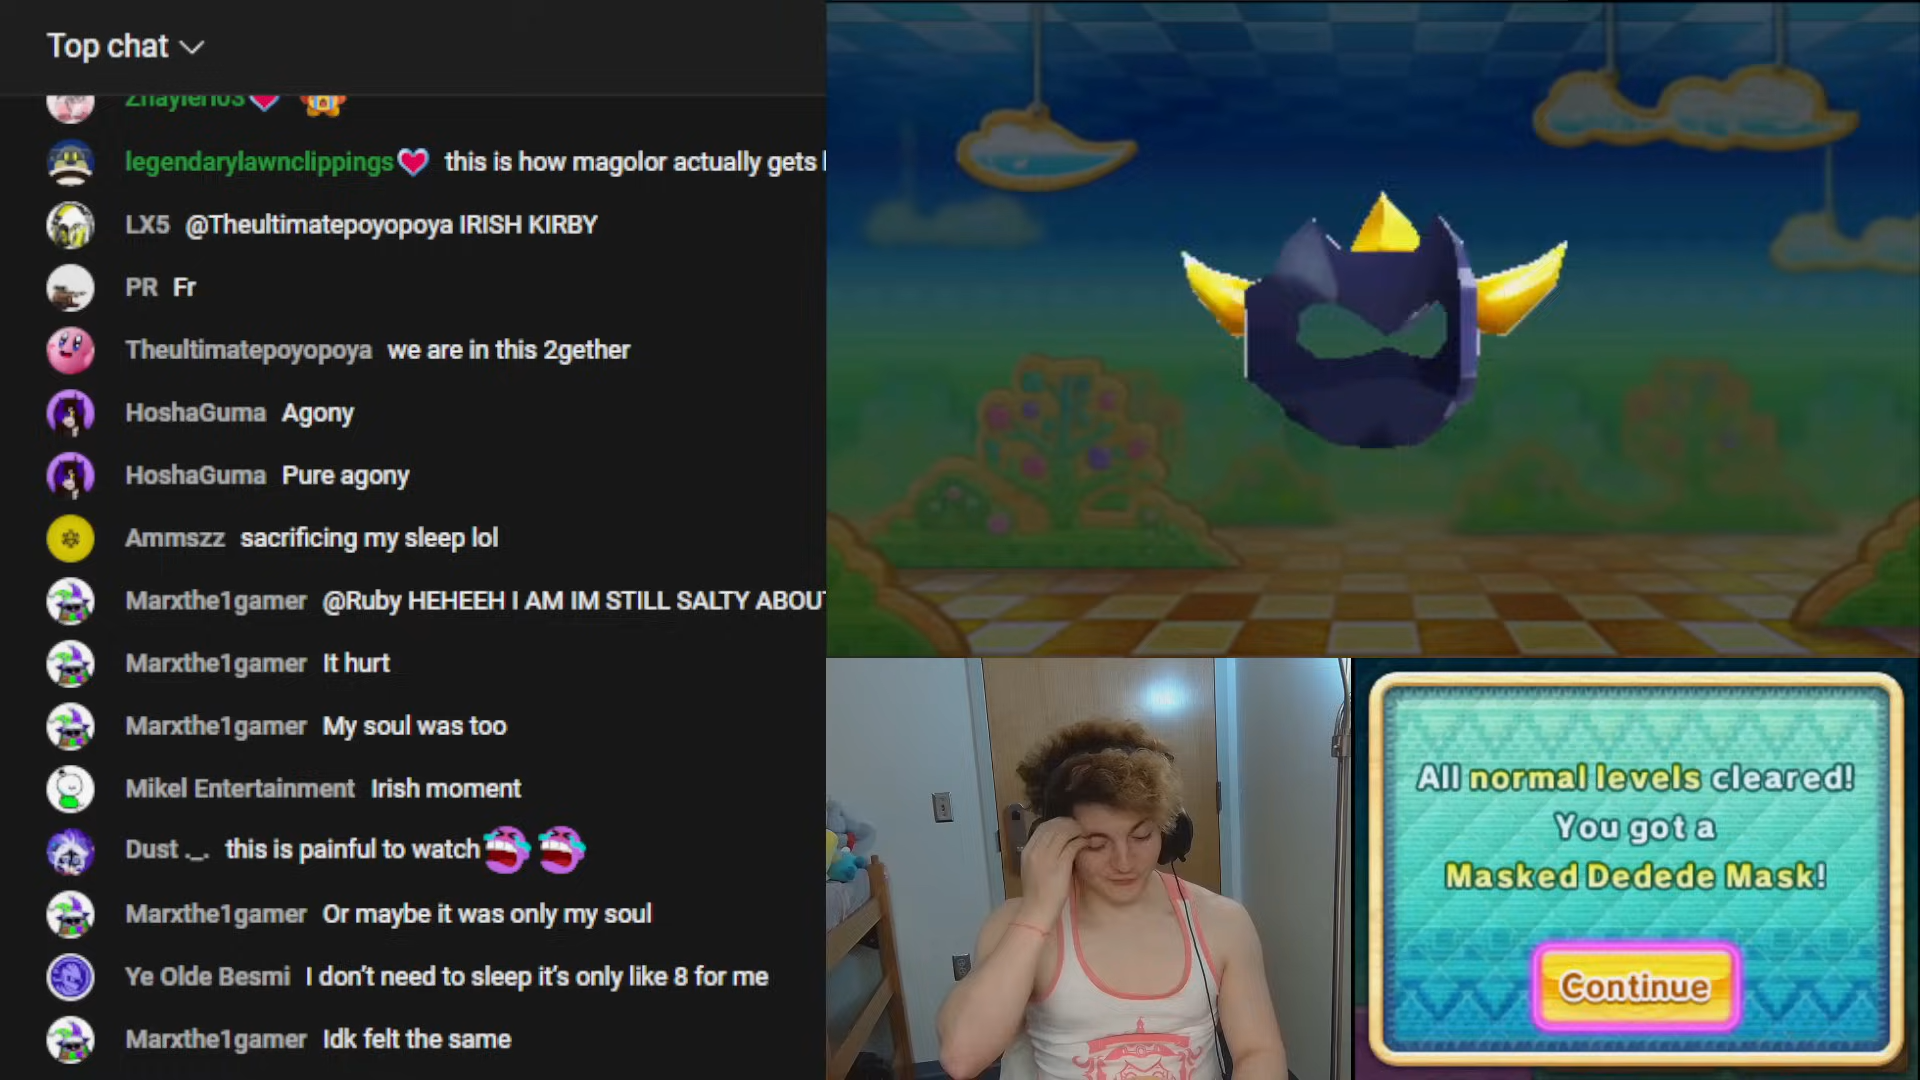 Top chat
Zhayler103
legendarylawnclippings this is how magolor actually gets
LX5 @Theultimatepoyopoya IRISH KIRBY
PR Fr
Theultimatepoyopoya we are in this 2gether
HoshaGuma Agony
HoshaGuma Pure agony
Ammszz sacrificing my sleep lol
Marxthe1gamer @Ruby HEHEEH I AM IM STILL SALTY ABOUT
Marxthe1gamer It hurt
Marxthe1gamer My soul was too
Mikel Entertainment Irish moment
Dust ._. this is painful to watch
Marxthe1gamer Or maybe it was only my soul
Ye Olde Besmi I don't need to sleep it's only like 8 for me
Marxthe1gamer Idk felt the same
All normal levels cleared!
You got a
Masked Dedede Mask!
Continue